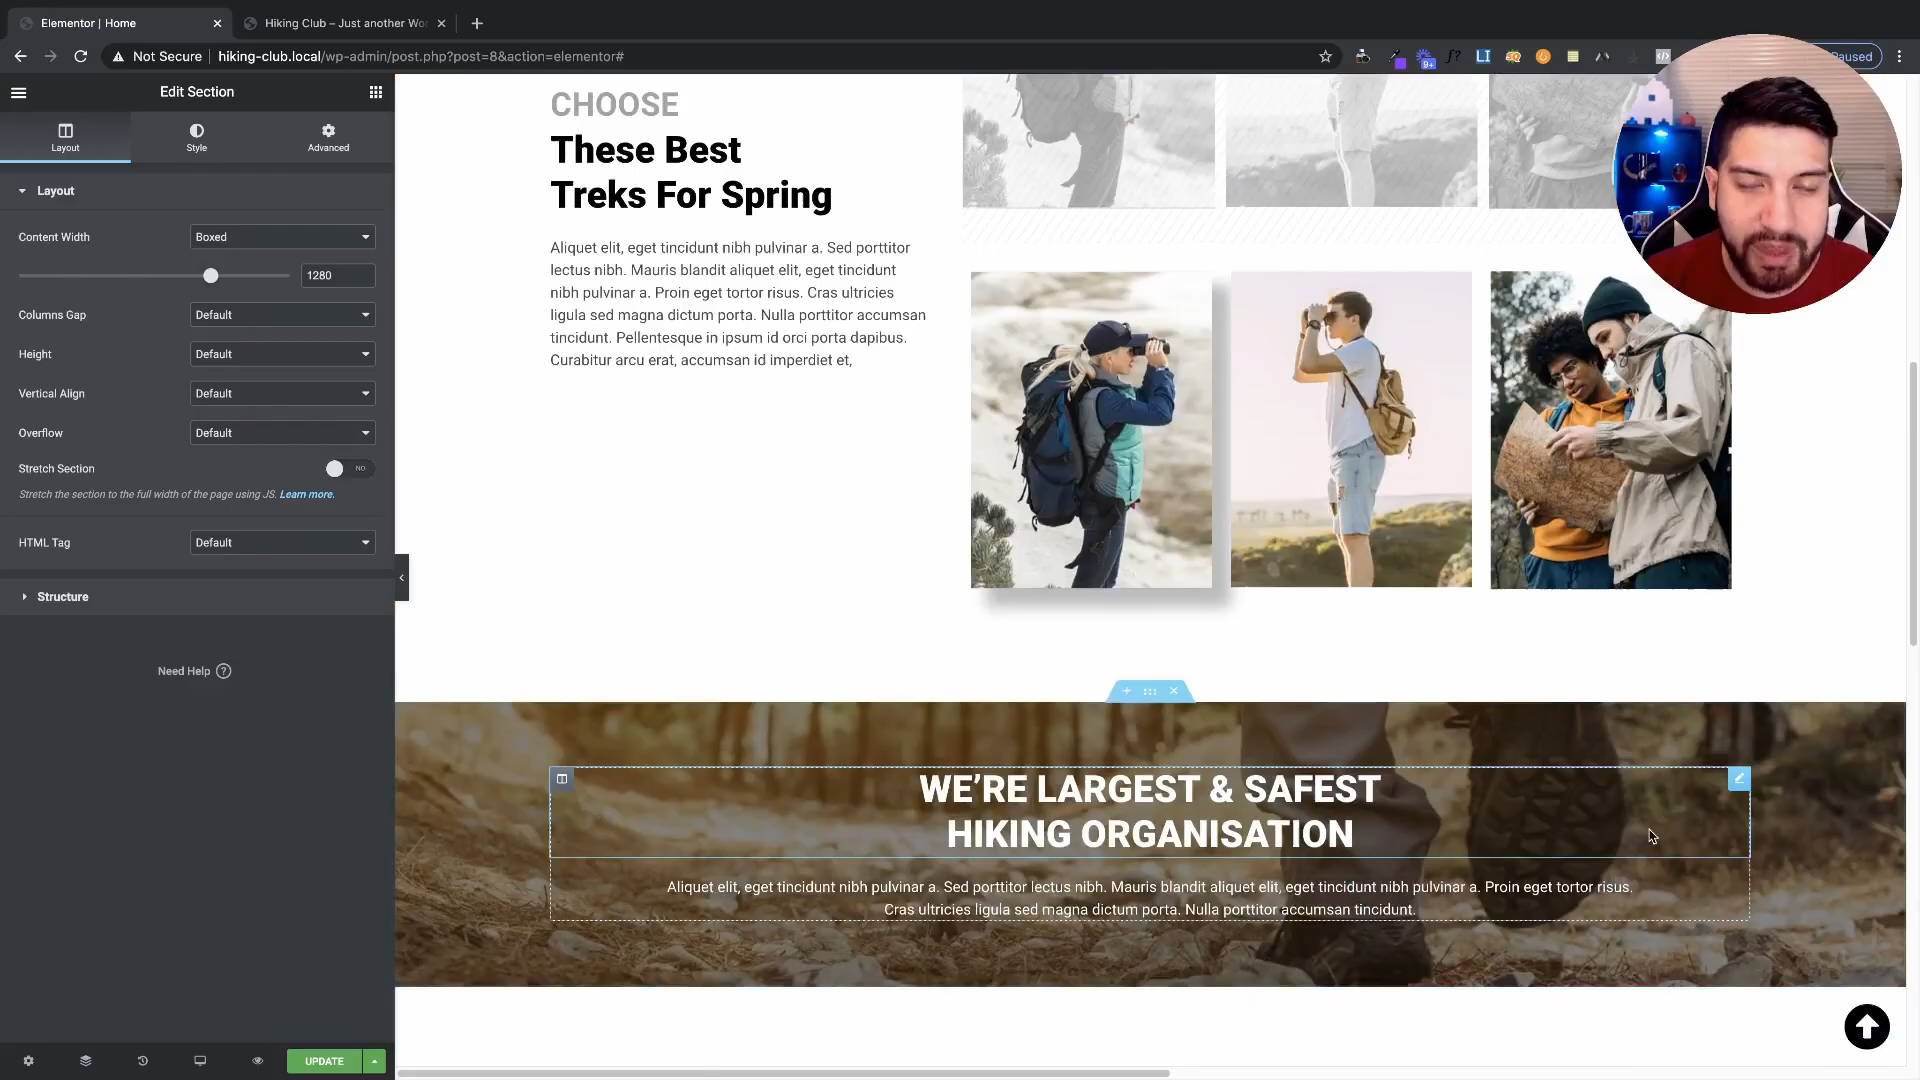 Elementor | Home
Hiking Club – Just another Wo
Not Secure
hiking-club.local/wp-admin/post.php?post=8&action=elementor#
9+
f?
LI
Paused
Edit Section
Layout
Style
Advanced
Layout
Content Width
Boxed
1280
Columns Gap
Default
Height
Default
Vertical Align
Default
Overflow
Default
Stretch Section
NO
Stretch the section to the full width of the page using JS. Learn more.
HTML Tag
Default
Structure
Need Help ?
UPDATE
CHOOSE
These Best
Treks For Spring
Aliquet elit, eget tincidunt nibh pulvinar a. Sed porttitor
lectus nibh. Mauris blandit aliquet elit, eget tincidunt
nibh pulvinar a. Proin eget tortor risus. Cras ultricies
ligula sed magna dictum porta. Nulla porttitor accumsan
tincidunt. Pellentesque in ipsum id orci porta dapibus.
Curabitur arcu erat, accumsan id imperdiet et,
WE’RE LARGEST & SAFEST
HIKING ORGANISATION
Aliquet elit, eget tincidunt nibh pulvinar a. Sed porttitor lectus nibh. Mauris blandit aliquet elit, eget tincidunt nibh pulvinar a. Proin eget tortor risus.
Cras ultricies ligula sed magna dictum porta. Nulla porttitor accumsan tincidunt.